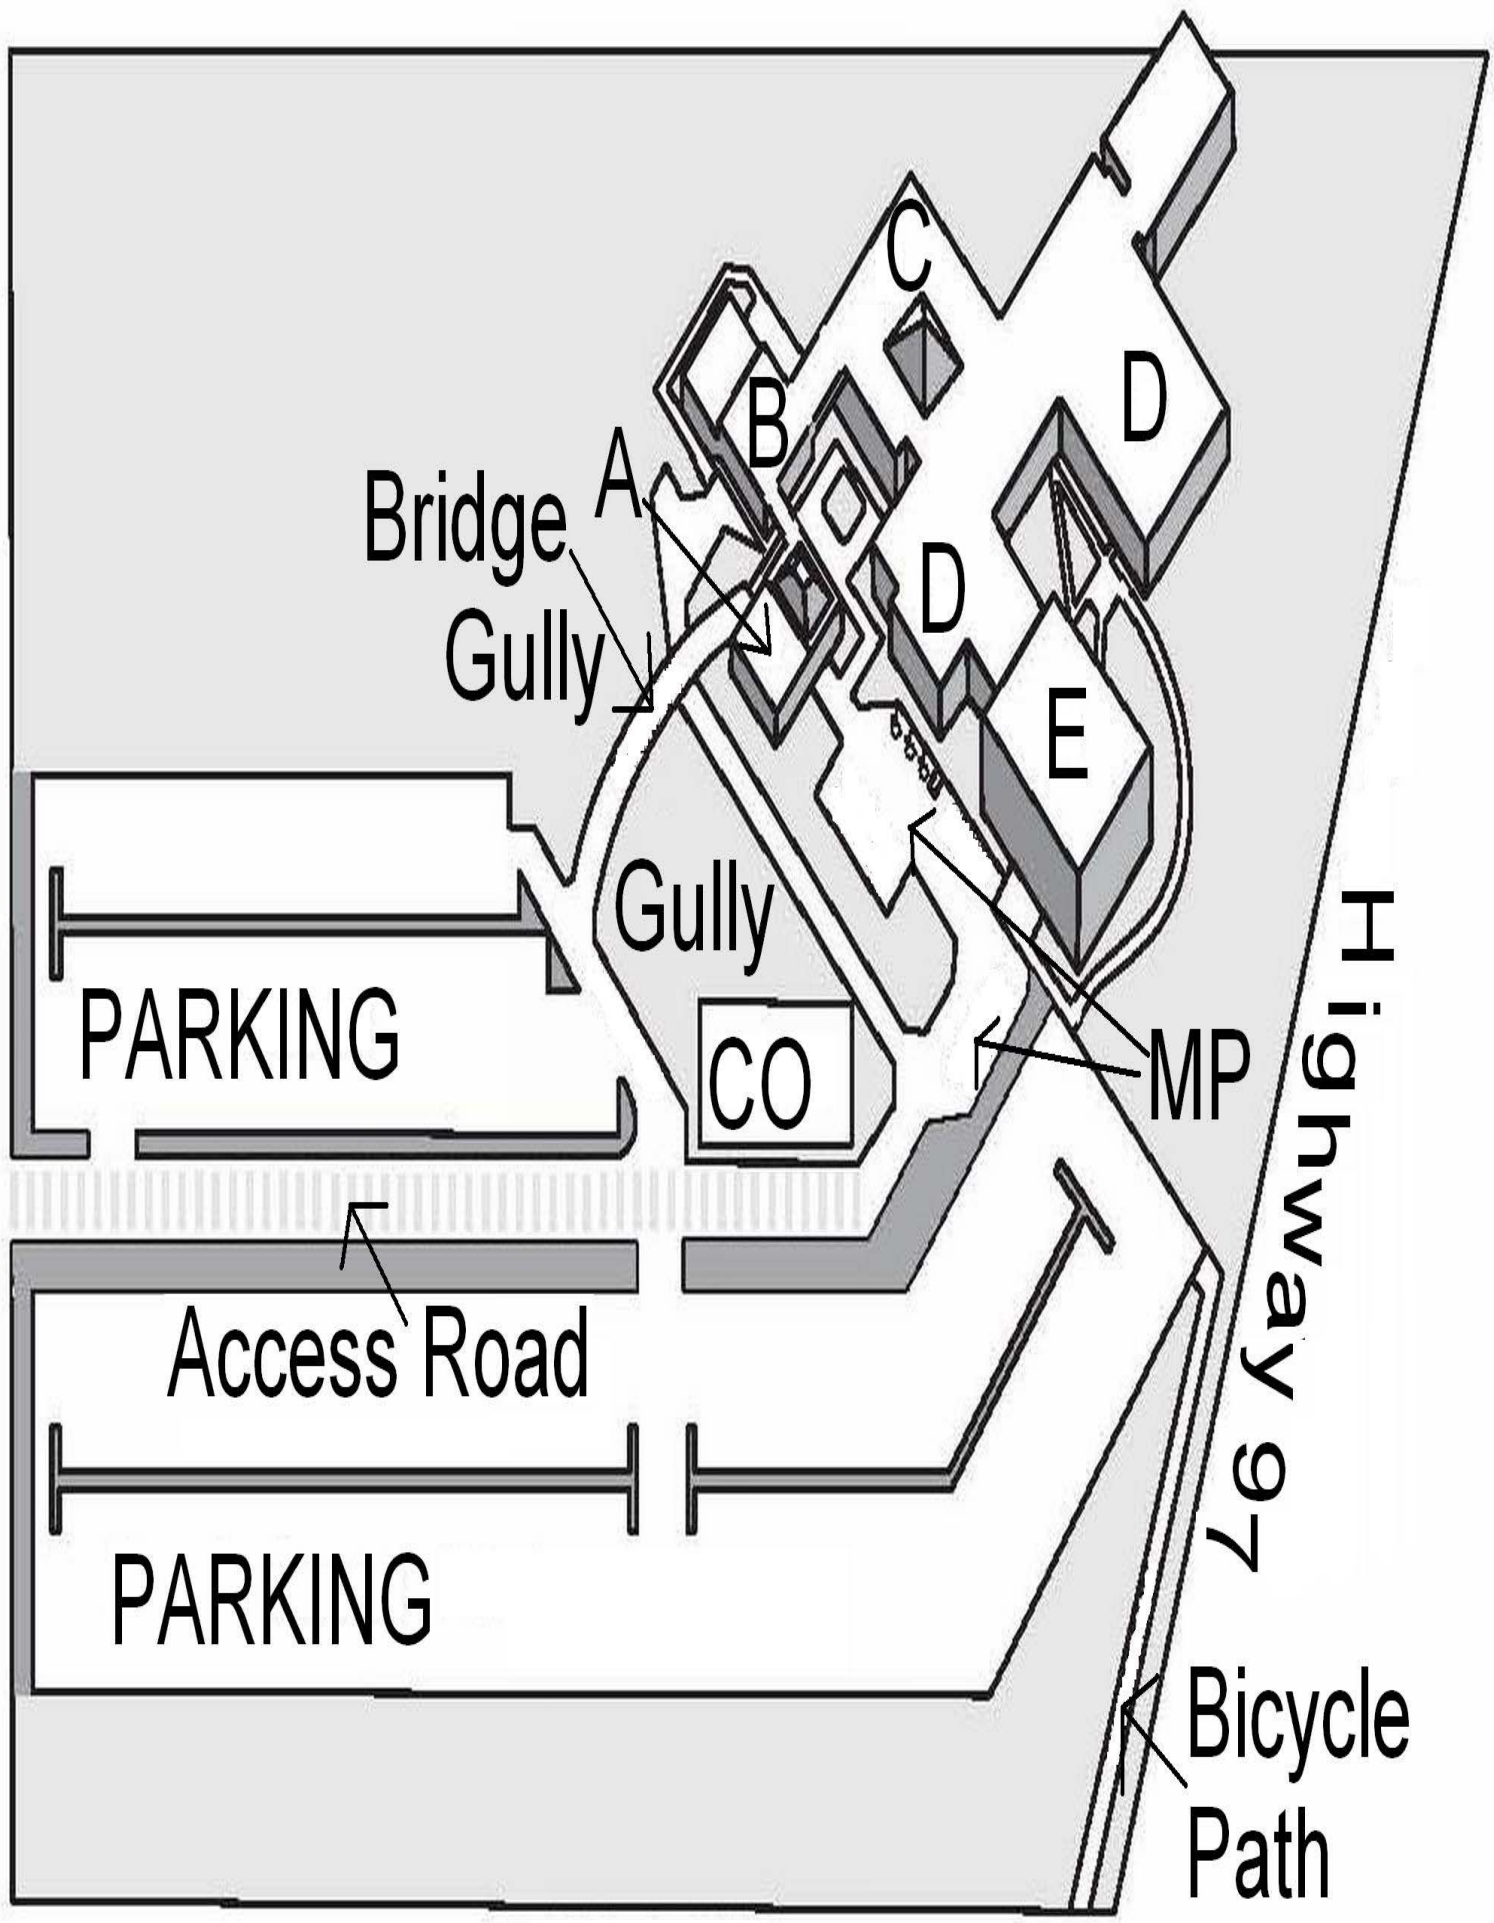 C
D
B
A
Bridge
D
Gully
E
Gully
Highway 97
PARKING
CO
MP
Access Road
PARKING
Bicycle
Path